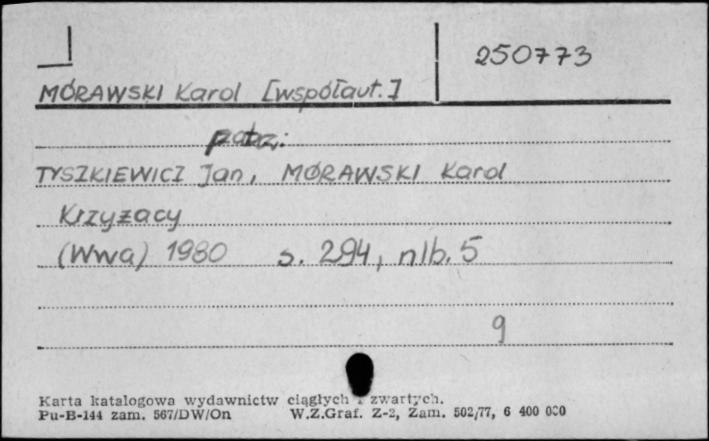 250773
MÓRAWSKI Karol [współaut.]
patrz:
TYSZKIEWICZ Jan, MÓRAWSKI Karol
Krzyżacy
(Wwa) 1980 s. 294, nlb. 5
9
Karta katalogowa wydawnictw ciągłych i zwartych.
Pu-B-144 zam. 567/DW/On W.Z.Graf. Z-2, Zam. 502/77, 6 400 000